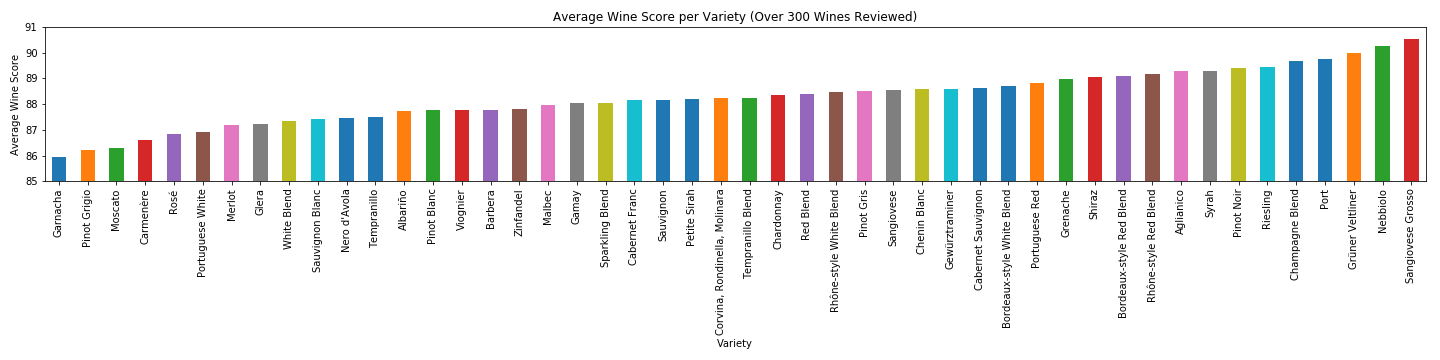 Average Wine Score per Variety (Over 300 Wines Reviewed)
Average Wine Score
91
90
89
88
87
86
85
Garnacha
Pinot Grigio
Moscato
Carmenère
Rosé
Portuguese White
Merlot
Glera
White Blend
Sauvignon Blanc
Nero d'Avola
Tempranillo
Albariño
Pinot Blanc
Viognier
Barbera
Zinfandel
Malbec
Gamay
Sparkling Blend
Cabernet Franc
Sauvignon
Petite Sirah
Corvina, Rondinella, Molinara
Tempranillo Blend
Chardonnay
Red Blend
Rhône-style White Blend
Pinot Gris
Sangiovese
Chenin Blanc
Gewürztraminer
Cabernet Sauvignon
Bordeaux-style White Blend
Portuguese Red
Grenache
Shiraz
Bordeaux-style Red Blend
Rhône-style Red Blend
Aglianico
Syrah
Pinot Noir
Riesling
Champagne Blend
Port
Grüner Veltliner
Nebbiolo
Sangiovese Grosso
Variety